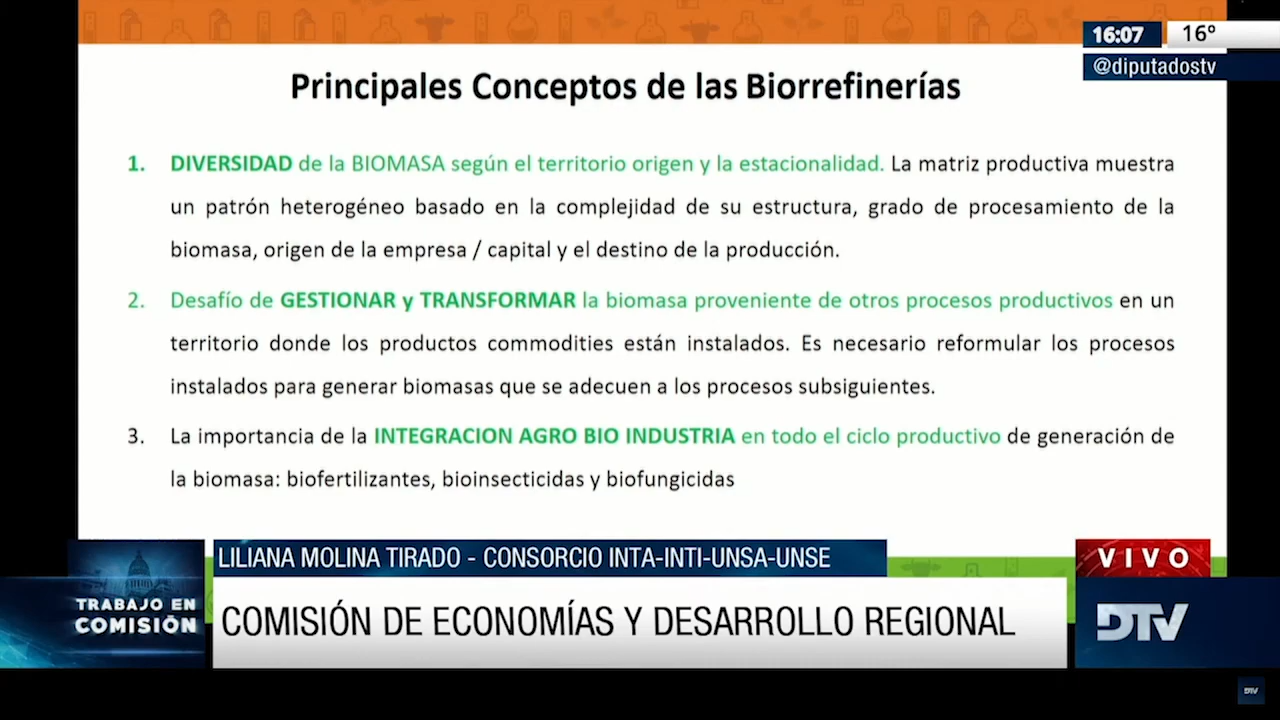 16:07
16º
@diputadostv
Principales Conceptos de las Biorrefinerías
1. DIVERSIDAD de la BIOMASA según el territorio origen y la estacionalidad. La matriz productiva muestra
un patrón heterogéneo basado en la complejidad de su estructura, grado de procesamiento de la
biomasa, origen de la empresa / capital y el destino de la producción.
2. Desafío de GESTIONAR y TRANSFORMAR la biomasa proveniente de otros procesos productivos en un
territorio donde los productos commodities están instalados. Es necesario reformular los procesos
instalados para generar biomasas que se adecuen a los procesos subsiguientes.
3. La importancia de la INTEGRACION AGRO BIO INDUSTRIA en todo el ciclo productivo de generación de
la biomasa: biofertilizantes, bioinsecticidas y biofungicidas
LILIANA MOLINA TIRADO - CONSORCIO INTA-INTI-UNSA-UNSE
VIVO
TRABAJO EN
COMISIÓN
COMISIÓN DE ECONOMÍAS Y DESARROLLO REGIONAL
DTV
DTV